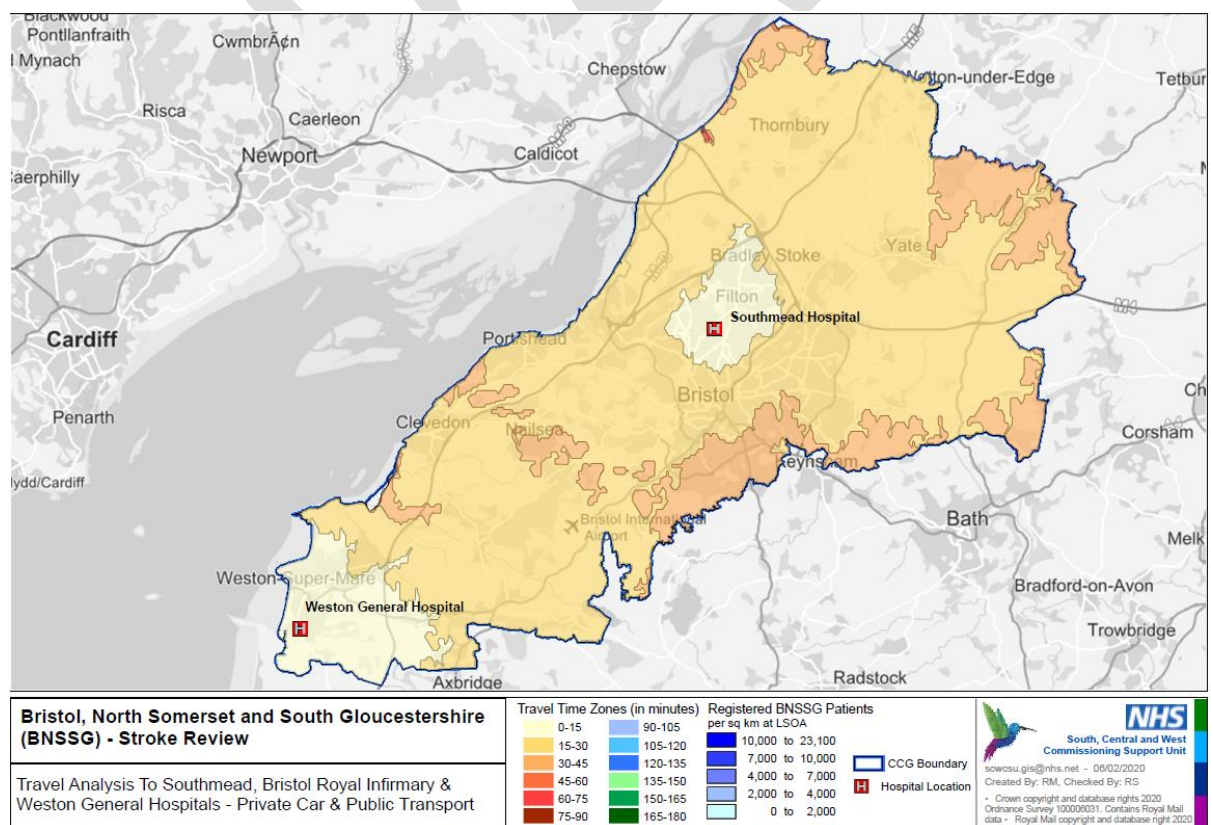 Blackwood
Pontllanfraith
CwmbrÃ¢n
Mynach
Chepstow
Wotton-under-Edge
Tetbur
Risca
Caerleon
Thornbury
Newport
Caldicot
aerphilly
M4
Yate
Bradley Stoke
Filton
M4
Southmead Hospital
Cardiff
Portishead
Bristol
Penarth
Clevedon
Nailsea
Ch
Corsham
lydd/Cardiff
Keynsham
Bristol International
Airport
Bath
Melk
Weston-Super-Mare
Bradford-on-Avon
Weston General Hospital
Trowbridge
Axbridge
Radstock
Bristol, North Somerset and South Gloucestershire
(BNSSG) - Stroke Review
Travel Analysis To Southmead, Bristol Royal Infirmary &
Weston General Hospitals - Private Car & Public Transport
Travel Time Zones (in minutes)
0-15
15-30
30-45
45-60
60-75
75-90
90-105
105-120
120-135
135-150
150-165
165-180
Registered BNSSG Patients
per sq km at LSOA
10,000 to 23,100
7,000 to 10,000
4,000 to 7,000
2,000 to 4,000
0 to 2,000
CCG Boundary
H Hospital Location
NHS
South, Central and West
Commissioning Support Unit
scwcsu.gis@nhs.net - 06/02/2020
Created By: RM, Checked By: RS
- Crown copyright and database rights 2020
Ordnance Survey 100006031. Contains Royal Mail
data - Royal Mail copyright and database right 2020